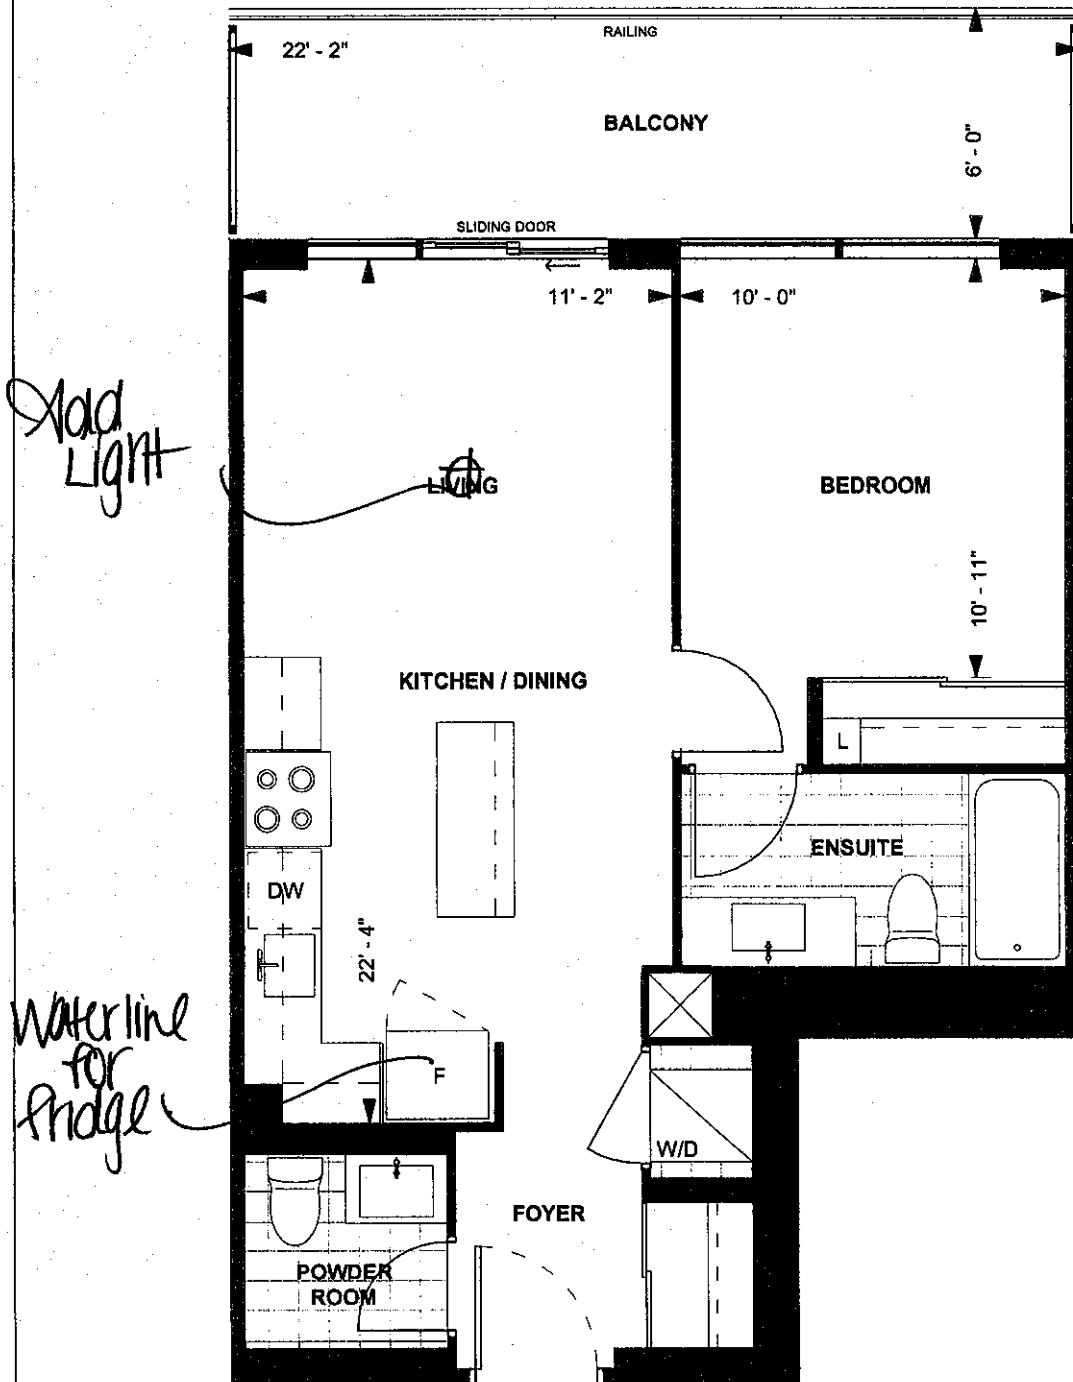 RAILING
22' - 2"
BALCONY
6' - 0"
SLIDING DOOR
11' - 2"
10' - 0"
Add
Light
LIVING
BEDROOM
10' - 11"
KITCHEN / DINING
L
ENSUITE
DW
22' - 4"
Waterline
for
fridge
F
W/D
FOYER
POWDER
ROOM